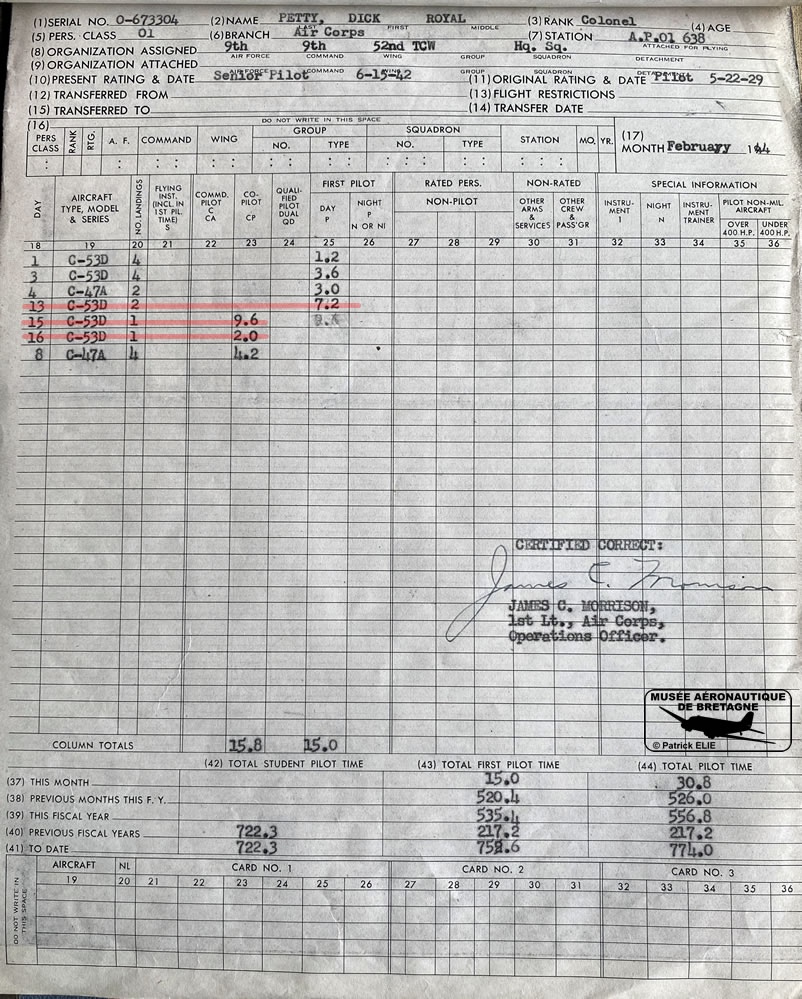 (1) SERIAL NO. O-673304 (2) NAME PETTY, DICK ROYAL (3) RANK Colonel (4) AGE
LAST FIRST MIDDLE
(5) PERS. CLASS 01 (6) BRANCH Air Corps (7) STATION A.P.O1 638
(8) ORGANIZATION ASSIGNED 9th 9th 52nd TCW Hq. Sq. ATTACHED FOR FLYING
AIR FORCE COMMAND WING GROUP SQUADRON DETACHMENT
(9) ORGANIZATION ATTACHED
AIR FORCE COMMAND WING GROUP SQUADRON DETACHMENT
(10) PRESENT RATING & DATE Senior Pilot 6-15-42 (11) ORIGINAL RATING & DATE Pilot 5-22-29
(12) TRANSFERRED FROM (13) FLIGHT RESTRICTIONS
(15) TRANSFERRED TO (14) TRANSFER DATE
DO NOT WRITE IN THIS SPACE
(16) PERS CLASS RANK RTG. A. F. COMMAND WING GROUP NO. TYPE SQUADRON NO. TYPE STATION MO. YR. (17) MONTH February 144
DAY AIRCRAFT TYPE, MODEL & SERIES NO. LANDINGS FLYING INST. (INCL. IN 1ST PIL. TIME) S COMMD. PILOT C CA CO-PILOT CP QUALI-FIED PILOT DUAL QD FIRST PILOT DAY P NIGHT P N OR NI RATED PERS. NON-PILOT NON-RATED OTHER ARMS & SERVICES OTHER CREW & PASS'GR SPECIAL INFORMATION INSTRU-MENT I NIGHT N INSTRU-MENT TRAINER PILOT NON-MIL. AIRCRAFT OVER 400 H.P. UNDER 400 H.P.
18 19 20 21 22 23 24 25 26 27 28 29 30 31 32 33 34 35 36
1 C-53D 4 1.2
3 C-53D 4 3.6
4 C-47A 2 3.0
13 C-53D 2 7.2
15 C-53D 1 9.6
16 C-53D 1 2.0
8 C-47A 4 4.2
CERTIFIED CORRECT:
James C. Morrison
JAMES C. MORRISON,
1st Lt., Air Corps,
Operations Officer.
MUSÉE AÉRONAUTIQUE
DE BRETAGNE
© Patrick ELIE
COLUMN TOTALS 15.8 15.0
(42) TOTAL STUDENT PILOT TIME (43) TOTAL FIRST PILOT TIME (44) TOTAL PILOT TIME
(37) THIS MONTH 15.0 30.8
(38) PREVIOUS MONTHS THIS F. Y. 520.4 526.0
(39) THIS FISCAL YEAR 535.4 556.8
(40) PREVIOUS FISCAL YEARS 722.3 217.2 217.2
(41) TO DATE 722.3 752.6 774.0
DO NOT WRITE IN THIS SPACE
AIRCRAFT NL CARD NO. 1 CARD NO. 2 CARD NO. 3
19 20 21 22 23 24 25 26 27 28 29 30 31 32 33 34 35 36